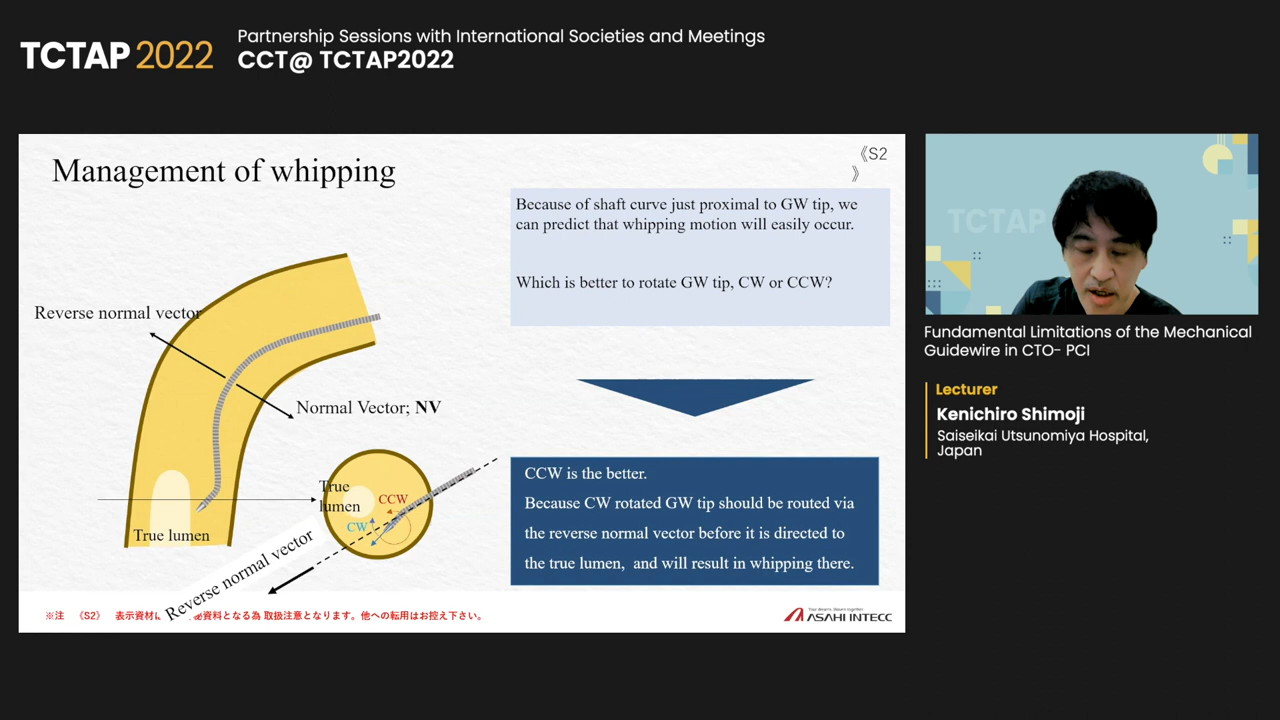 TCTAP 2022
Partnership Sessions with International Societies and Meetings
CCT@ TCTAP2022
Management of whipping
《S2
》
Because of shaft curve just proximal to GW tip, we
can predict that whipping motion will easily occur.
Which is better to rotate GW tip, CW or CCW?
Reverse normal vector
Normal Vector; NV
True
lumen
CCW
CW
True lumen
Reverse normal vector
CCW is the better.
Because CW rotated GW tip should be routed via
the reverse normal vector before it is directed to
the true lumen, and will result in whipping there.
※注 《S2》 表示資材は 資料となる為 取扱注意となります。他への転用はお控え下さい。
ASAHI INTECC
TCTAP
Fundamental Limitations of the Mechanical
Guidewire in CTO- PCI
Lecturer
Kenichiro Shimoji
Saiseikai Utsunomiya Hospital,
Japan